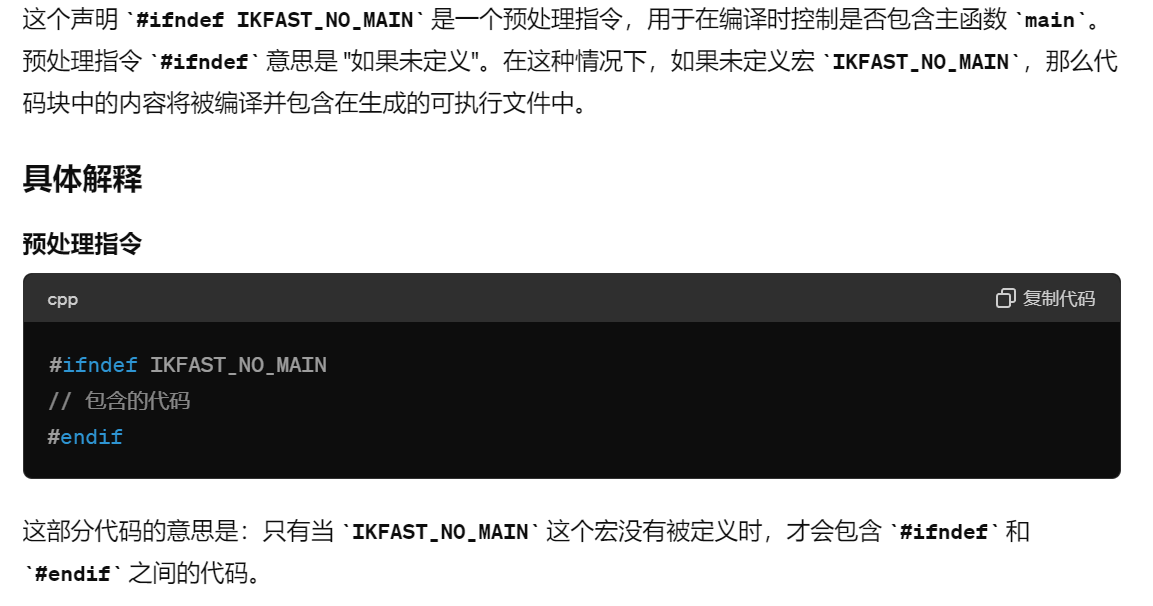 这个声明 `#ifndef IKFAST_NO_MAIN` 是一个预处理指令，用于在编译时控制是否包含主函数 `main`。
预处理指令 `#ifndef` 意思是 "如果未定义"。在这种情况下，如果未定义宏 `IKFAST_NO_MAIN`，那么代
码块中的内容将被编译并包含在生成的可执行文件中。
具体解释
预处理指令
cpp 复制代码
#ifndef IKFAST_NO_MAIN
// 包含的代码
#endif
这部分代码的意思是：只有当 `IKFAST_NO_MAIN` 这个宏没有被定义时，才会包含 `#ifndef` 和
`#endif` 之间的代码。